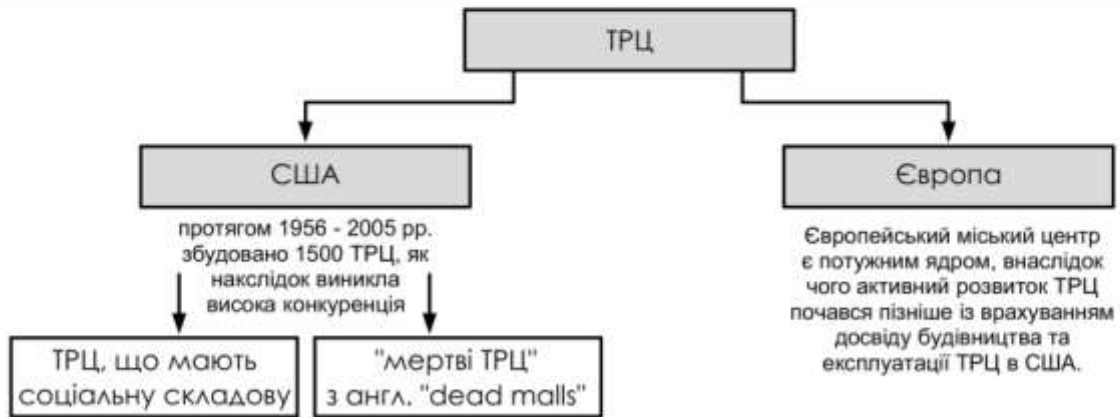 ТРЦ
США
Європа
протягом 1956 - 2005 рр.
збудовано 1500 ТРЦ, як
накслідок виникла
висока конкуренція
Європейський міський центр
є потужним ядром, внаслідок
чого активний розвиток ТРЦ
почався пізніше із врахуванням
досвіду будівництва та
експлуатації ТРЦ в США.
ТРЦ, що мають
соціальну складову
"мертві ТРЦ"
з англ. "dead malls"